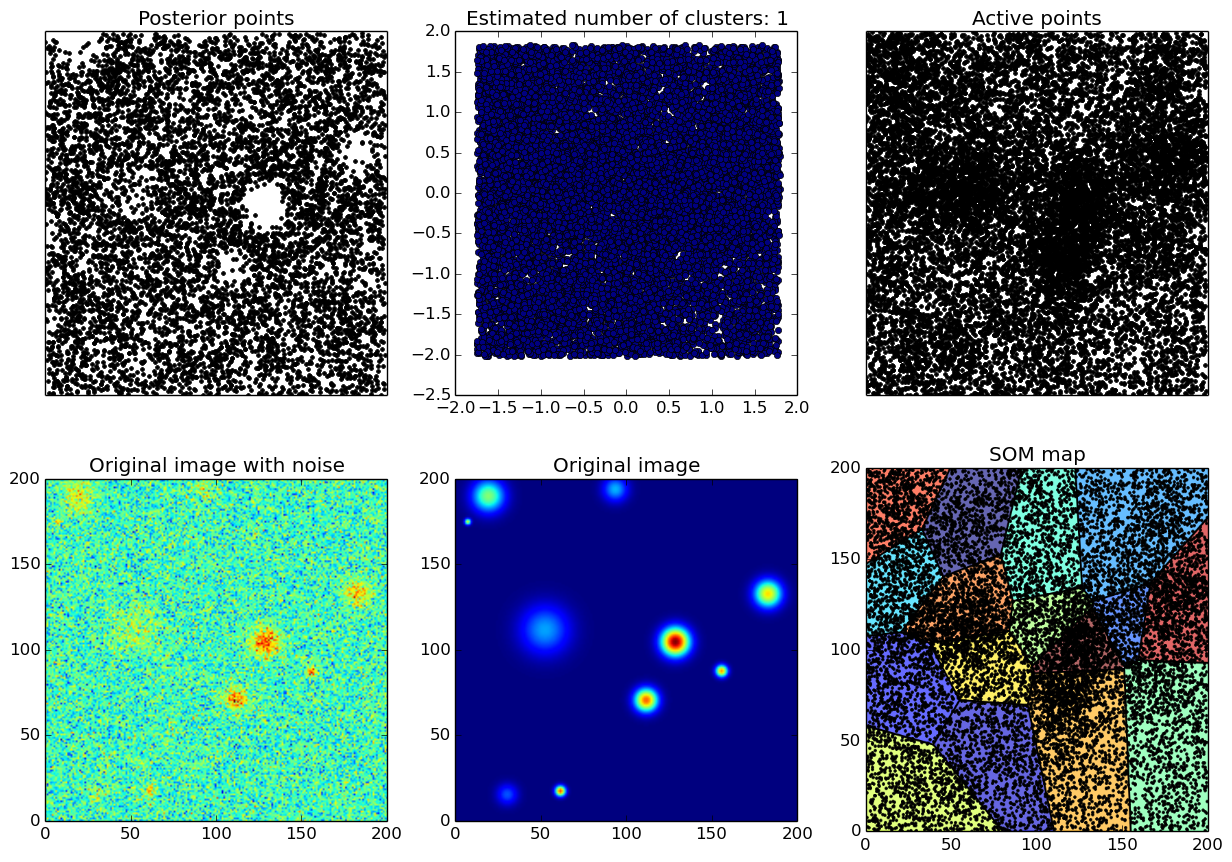 Posterior points
Estimated number of clusters: 1
Active points
2.0
1.5
1.0
0.5
0.0
−0.5
−1.0
−1.5
−2.0
−2.5
−2.0 −1.5 −1.0 −0.5 0.0 0.5 1.0 1.5 2.0
Original image with noise
Original image
SOM map
200
150
100
50
0
0 50 100 150 200
200
150
100
50
0
0 50 100 150 200
200
150
100
50
0
0 50 100 150 200